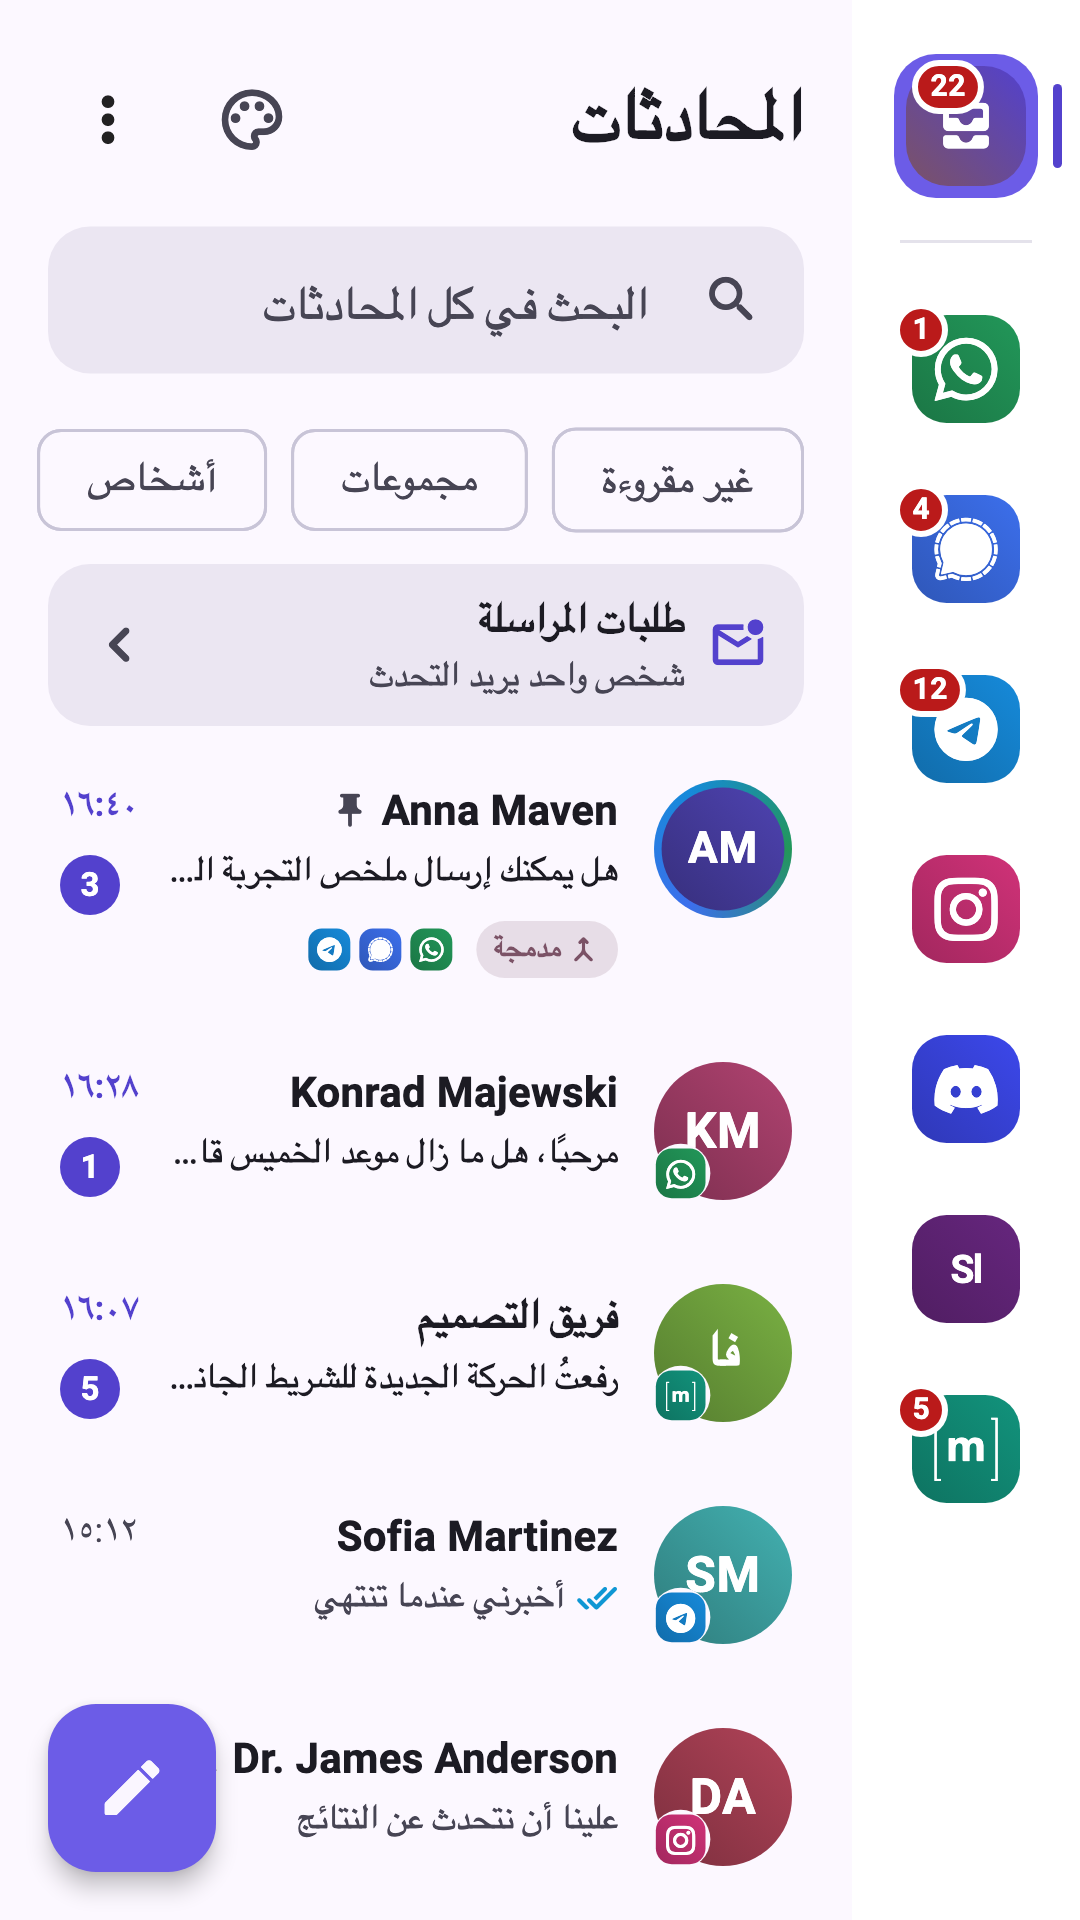 المحادثات
22
البحث في كل المحادثات
غير مقروءة
مجموعات
أشخاص
طلبات المراسلة
شخص واحد يريد التحدث
1
4
12
Sl
5
[m]
AM
Anna Maven
١٦:٤٠
هل يمكنك إرسال ملخص التجربة الـ...
3
مدمجة
KM
Konrad Majewski
١٦:٢٨
مرحبًا، هل ما زال موعد الخميس قا...
1
فا
[m]
فريق التصميم
١٦:٠٧
رفعتُ الحركة الجديدة للشريط الجانـ...
5
SM
Sofia Martinez
١٥:١٢
أخبرني عندما تنتهي
DA
Dr. James Anderson
علينا أن نتحدث عن النتائج